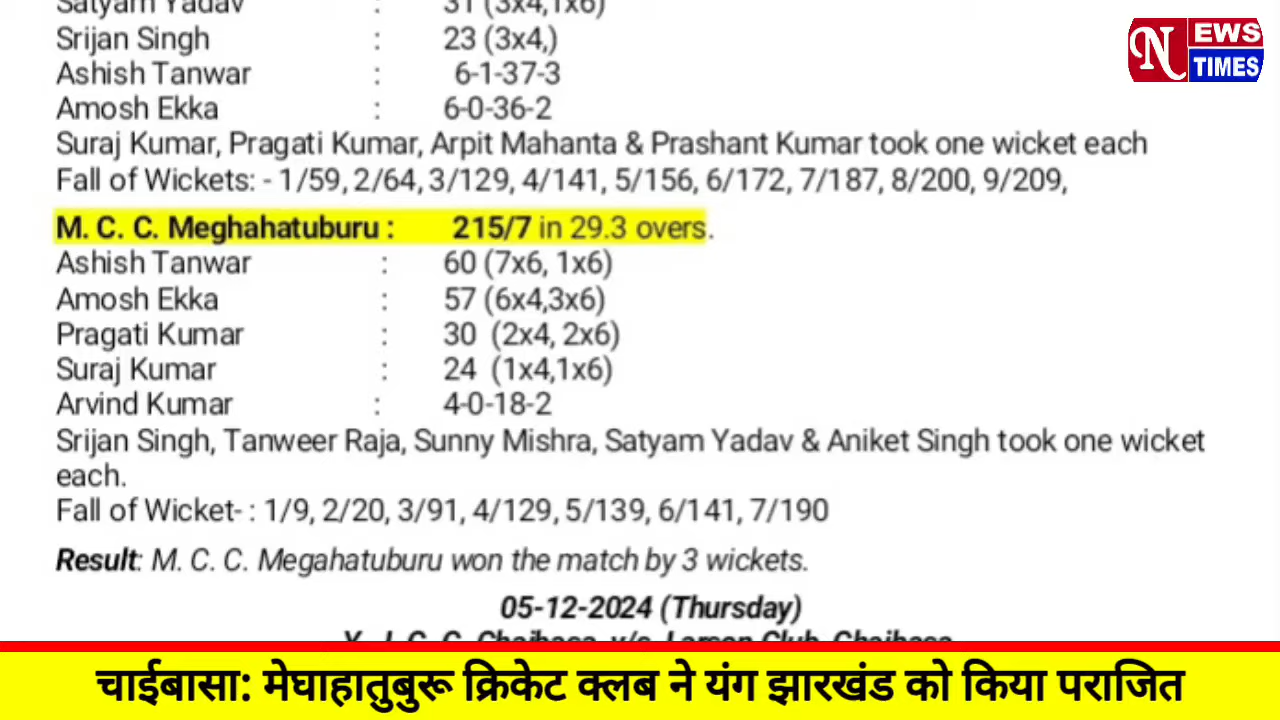 Satyam Yadav : 31 (3x4,1x6)
Srijan Singh : 23 (3x4,)
Ashish Tanwar : 6-1-37-3
Amosh Ekka : 6-0-36-2
Suraj Kumar, Pragati Kumar, Arpit Mahanta & Prashant Kumar took one wicket each
Fall of Wickets: - 1/59, 2/64, 3/129, 4/141, 5/156, 6/172, 7/187, 8/200, 9/209,
M. C. C. Meghahatuburu : 215/7 in 29.3 overs.
Ashish Tanwar : 60 (7x6, 1x6)
Amosh Ekka : 57 (6x4,3x6)
Pragati Kumar : 30 (2x4, 2x6)
Suraj Kumar : 24 (1x4,1x6)
Arvind Kumar : 4-0-18-2
Srijan Singh, Tanweer Raja, Sunny Mishra, Satyam Yadav & Aniket Singh took one wicket
each.
Fall of Wicket- : 1/9, 2/20, 3/91, 4/129, 5/139, 6/141, 7/190
Result: M. C. C. Megahatuburu won the match by 3 wickets.
05-12-2024 (Thursday)
NEWS
TIMES
चाईबासा: मेघाहातुबुरू क्रिकेट क्लब ने यंग झारखंड को किया पराजित